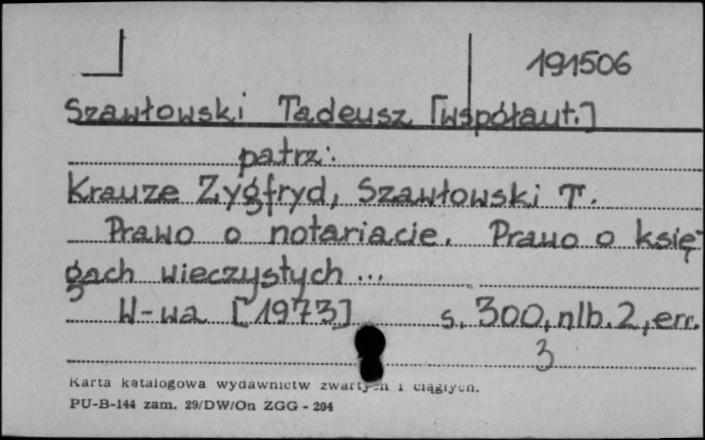 191506
Szawłowski Tadeusz [współaut.]
patrz:
Krauze Zygfryd, Szawłowski T.
Prawo o notariacie. Prawo o księ-
gach wieczystych ...
W-wa [1973] s. 300, nlb. 2, err.
3
Karta katalogowa wydawnictw zwartych i ciągłych.
PU-B-144 zam. 29/DW/On ZGG - 204